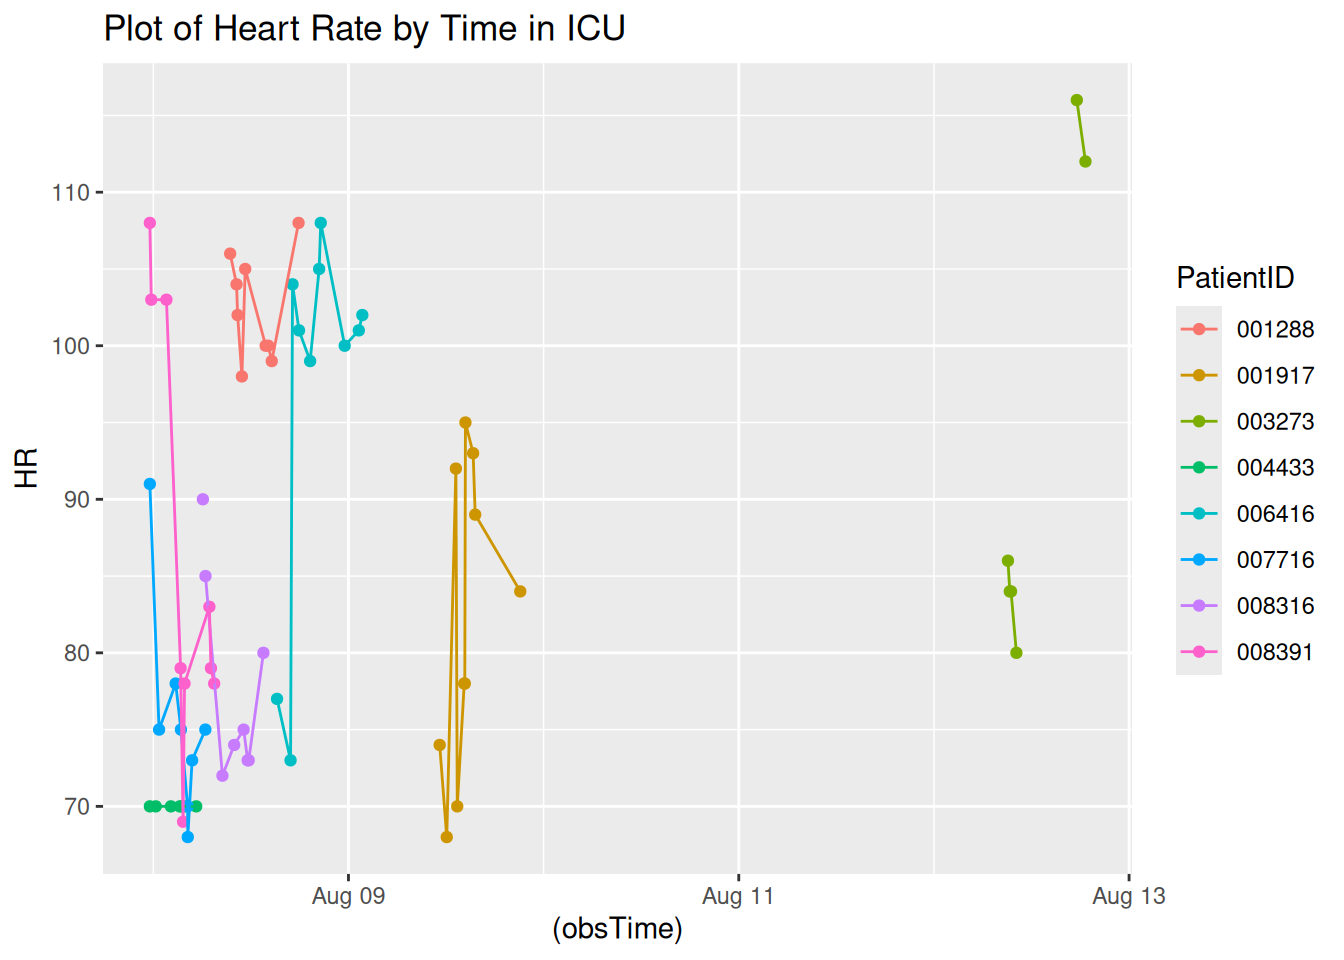 Plot of Heart Rate by Time in ICU
HR
110
100
90
80
70
Aug 09
Aug 11
Aug 13
(obsTime)
PatientID
001288
001917
003273
004433
006416
007716
008316
008391